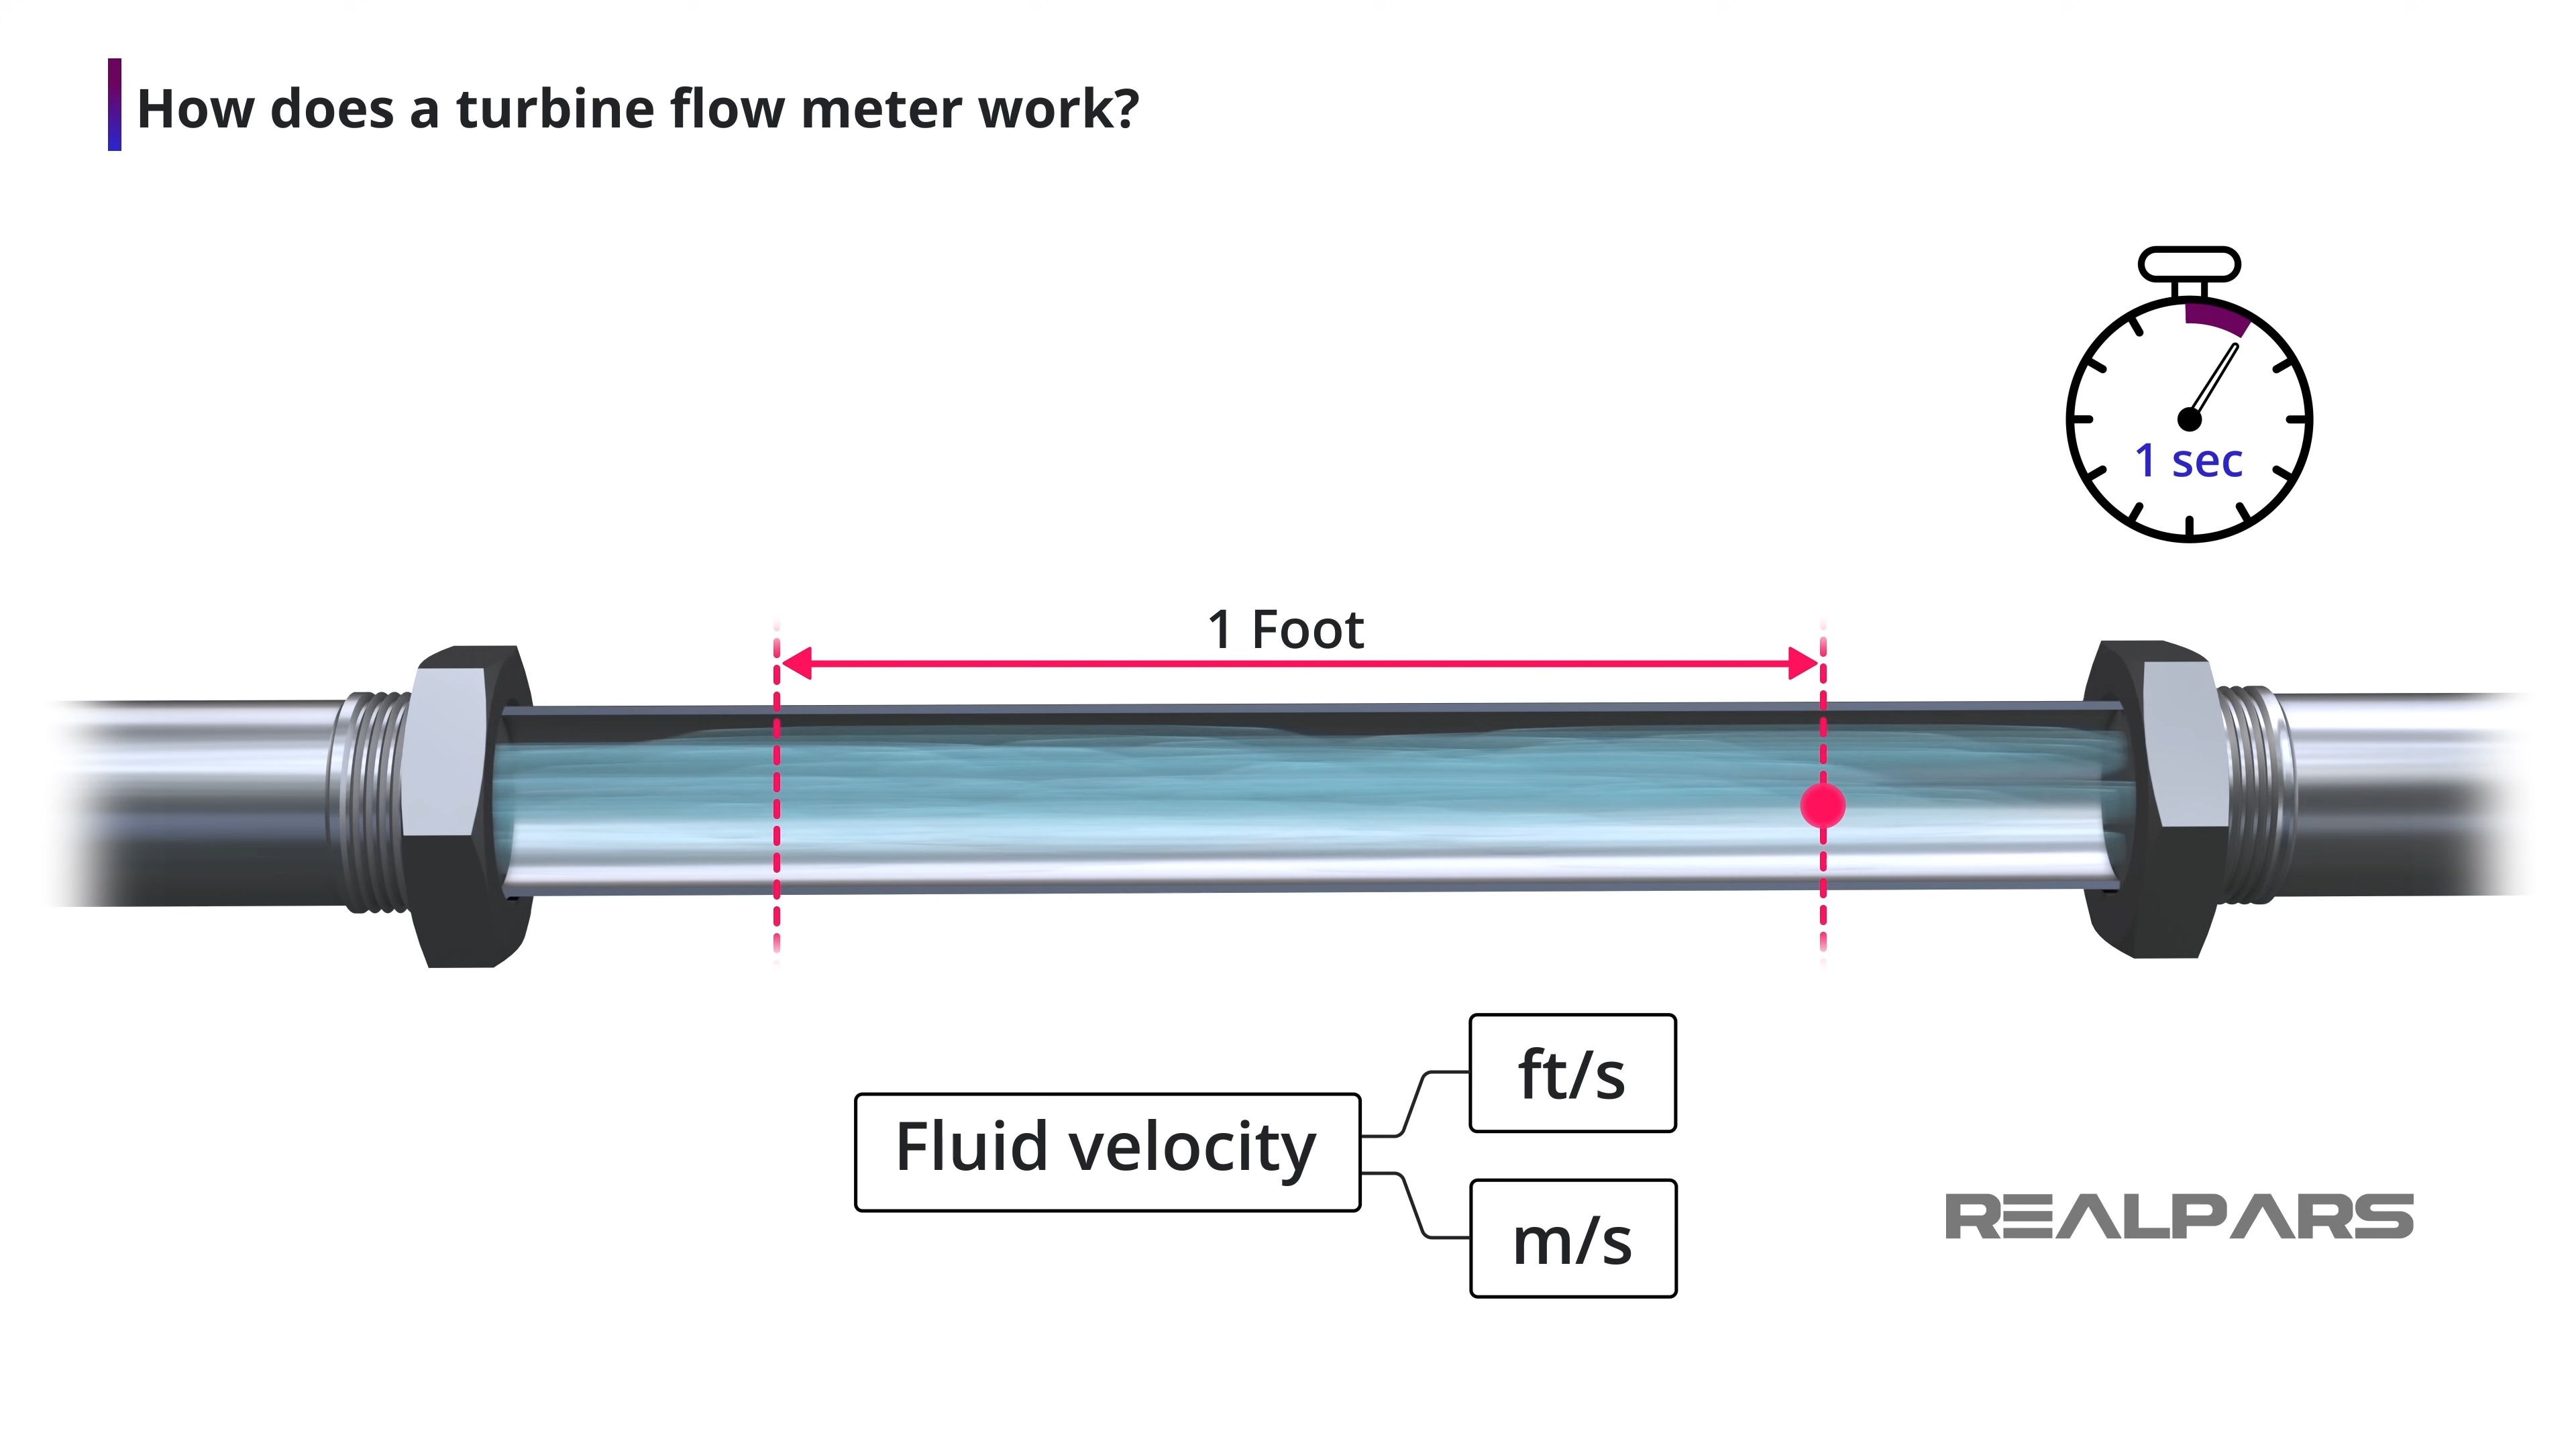 How does a turbine flow meter work?
1 sec
1 Foot
Fluid velocity
ft/s
m/s
REALPARS